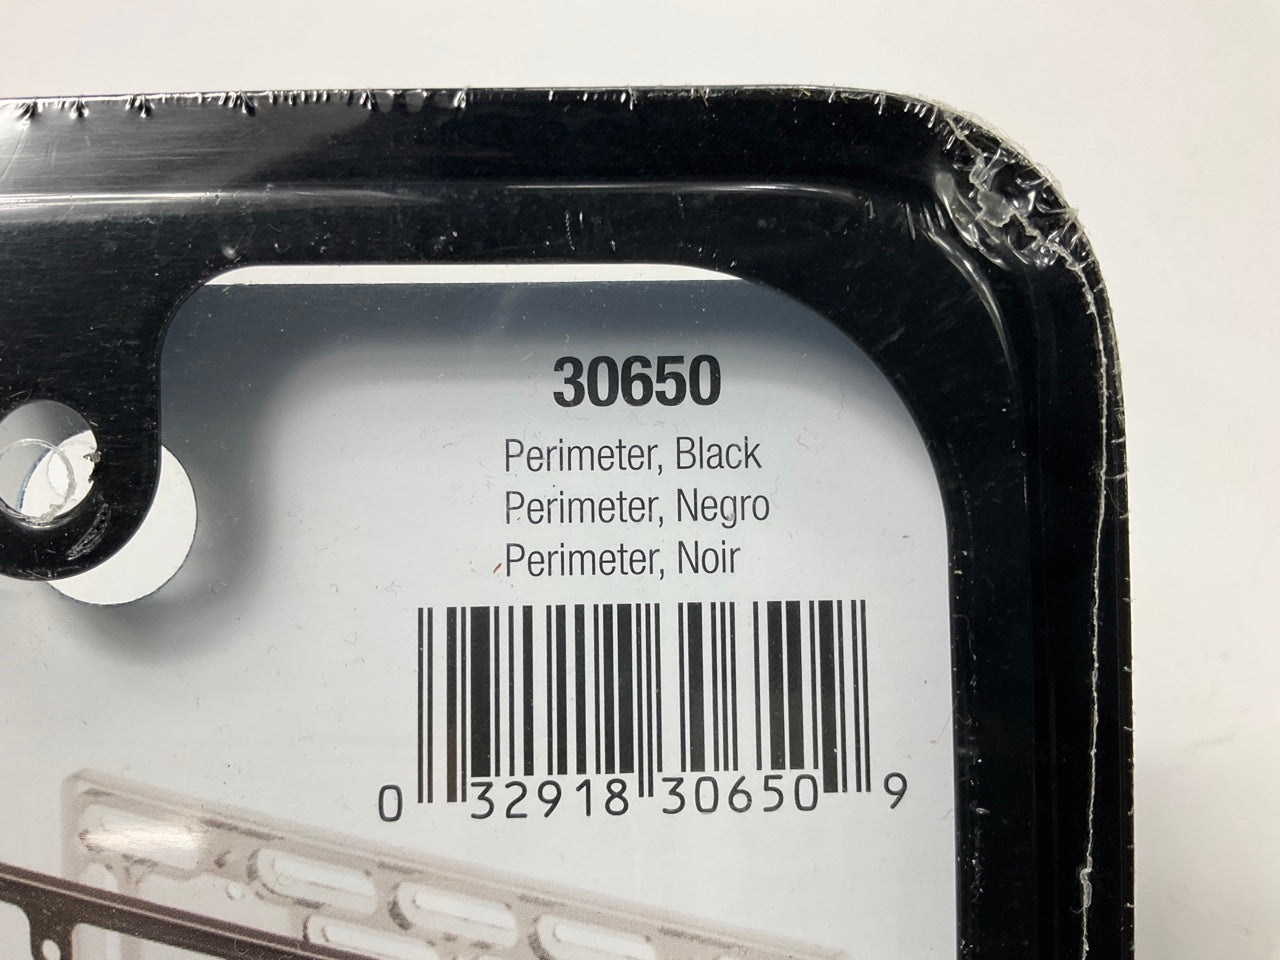 30650
Perimeter, Black
Perimeter, Negro
Perimeter, Noir
0 32918 30650 9